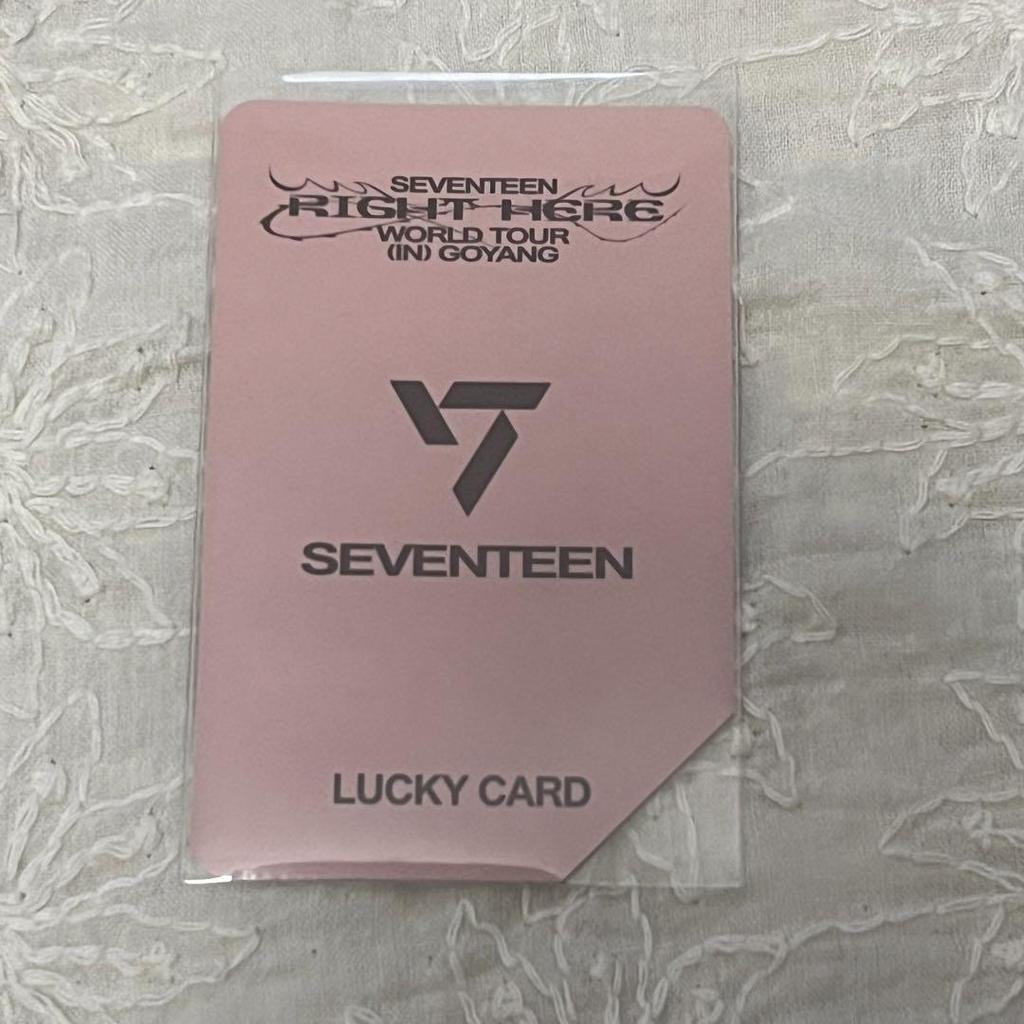 SEVENTEEN
RIGHT HERE
WORLD TOUR
(IN) GOYANG
SEVENTEEN
LUCKY CARD